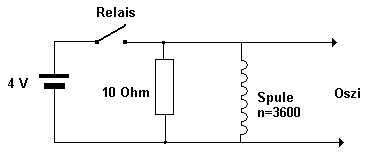 Relais
4 V
10 Ohm
Spule
n=3600
Oszi